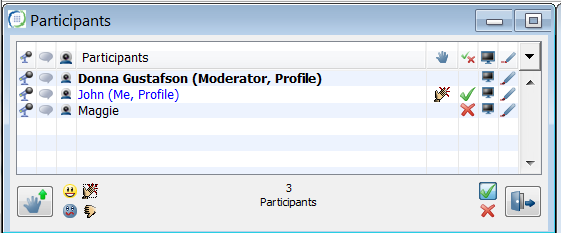 Participants
Participants
Donna Gustafson (Moderator, Profile)
John (Me, Profile)
Maggie
3
Participants